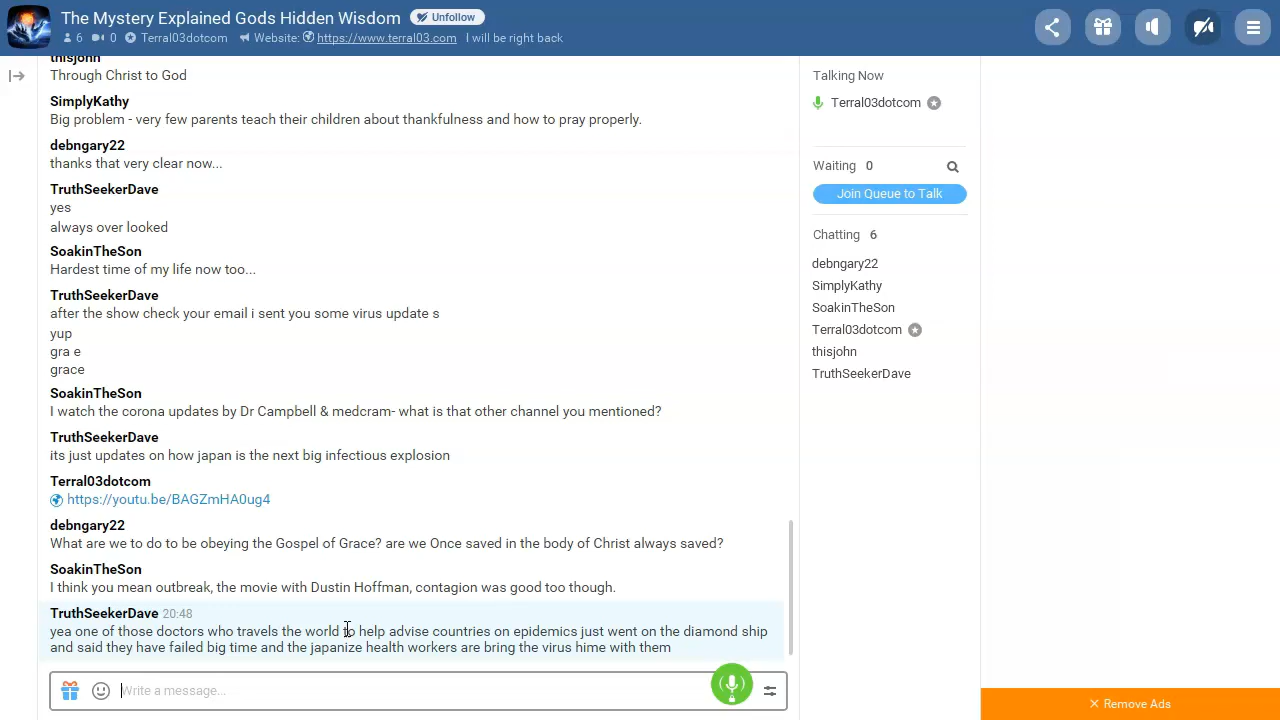 The Mystery Explained Gods Hidden Wisdom
Unfollow
6 0 Terral03dotcom Website: https://www.terral03.com I will be right back
thisjohn
Through Christ to God
SimplyKathy
Big problem - very few parents teach their children about thankfulness and how to pray properly.
debngary22
thanks that very clear now...
TruthSeekerDave
yes
always over looked
SoakinTheSon
Hardest time of my life now too...
TruthSeekerDave
after the show check your email i sent you some virus update s
yup
gra e
grace
SoakinTheSon
I watch the corona updates by Dr Campbell & medcram- what is that other channel you mentioned?
TruthSeekerDave
its just updates on how japan is the next big infectious explosion
Terral03dotcom
https://youtu.be/BAGZmHA0ug4
debngary22
What are we to do to be obeying the Gospel of Grace? are we Once saved in the body of Christ always saved?
SoakinTheSon
I think you mean outbreak, the movie with Dustin Hoffman, contagion was good too though.
TruthSeekerDave 20:48
yea one of those doctors who travels the world to help advise countries on epidemics just went on the diamond ship
and said they have failed big time and the japanize health workers are bring the virus hime with them
Write a message...
Talking Now
Terral03dotcom
Waiting 0
Join Queue to Talk
Chatting 6
debngary22
SimplyKathy
SoakinTheSon
Terral03dotcom
thisjohn
TruthSeekerDave
Remove Ads